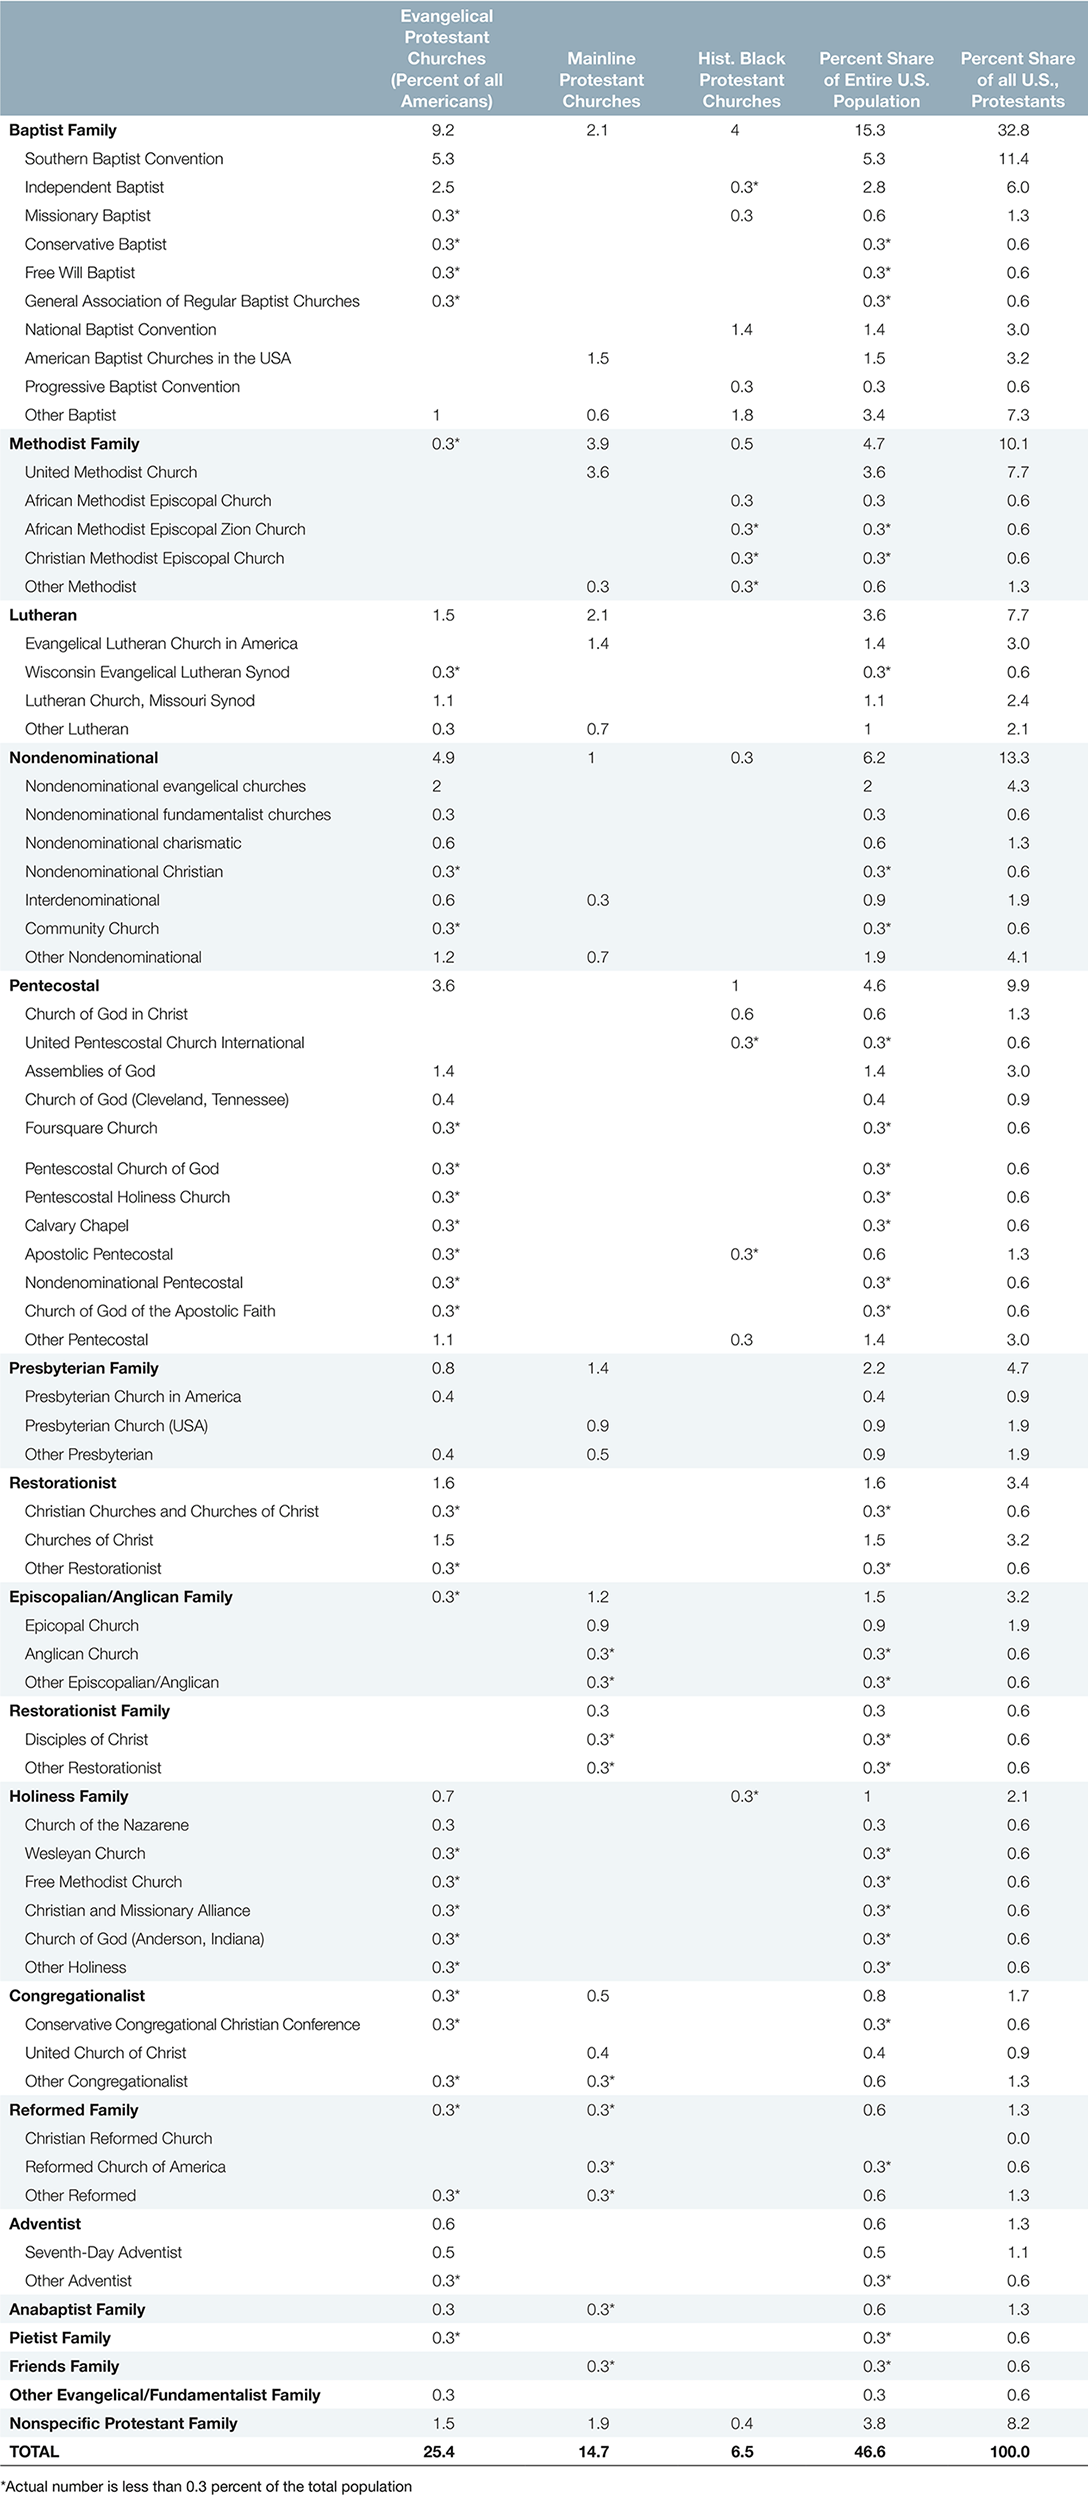 Evangelical Protestant Churches (Percent of all Americans) Mainline Protestant Churches Hist. Black Protestant Churches Percent Share of Entire U.S. Population Percent Share of all U.S., Protestants
Baptist Family 9.2 2.1 4 15.3 32.8
Southern Baptist Convention 5.3 5.3 11.4
Independent Baptist 2.5 0.3* 2.8 6.0
Missionary Baptist 0.3* 0.3 0.6 1.3
Conservative Baptist 0.3* 0.3* 0.6
Free Will Baptist 0.3* 0.3* 0.6
General Association of Regular Baptist Churches 0.3* 0.3* 0.6
National Baptist Convention 1.4 1.4 3.0
American Baptist Churches in the USA 1.5 1.5 3.2
Progressive Baptist Convention 0.3 0.3 0.6
Other Baptist 1 0.6 1.8 3.4 7.3
Methodist Family 0.3* 3.9 0.5 4.7 10.1
United Methodist Church 3.6 3.6 7.7
African Methodist Episcopal Church 0.3 0.3 0.6
African Methodist Episcopal Zion Church 0.3* 0.3* 0.6
Christian Methodist Episcopal Church 0.3* 0.3* 0.6
Other Methodist 0.3 0.3* 0.6 1.3
Lutheran 1.5 2.1 3.6 7.7
Evangelical Lutheran Church in America 1.4 1.4 3.0
Wisconsin Evangelical Lutheran Synod 0.3* 0.3* 0.6
Lutheran Church, Missouri Synod 1.1 1.1 2.4
Other Lutheran 0.3 0.7 1 2.1
Nondenominational 4.9 1 0.3 6.2 13.3
Nondenominational evangelical churches 2 2 4.3
Nondenominational fundamentalist churches 0.3 0.3 0.6
Nondenominational charismatic 0.6 0.6 1.3
Nondenominational Christian 0.3* 0.3* 0.6
Interdenominational 0.6 0.3 0.9 1.9
Community Church 0.3* 0.3* 0.6
Other Nondenominational 1.2 0.7 1.9 4.1
Pentecostal 3.6 1 4.6 9.9
Church of God in Christ 0.6 0.6 1.3
United Pentescostal Church International 0.3* 0.3* 0.6
Assemblies of God 1.4 1.4 3.0
Church of God (Cleveland, Tennessee) 0.4 0.4 0.9
Foursquare Church 0.3* 0.3* 0.6
Pentescostal Church of God 0.3* 0.3* 0.6
Pentescostal Holiness Church 0.3* 0.3* 0.6
Calvary Chapel 0.3* 0.3* 0.6
Apostolic Pentecostal 0.3* 0.3* 0.6 1.3
Nondenominational Pentecostal 0.3* 0.3* 0.6
Church of God of the Apostolic Faith 0.3* 0.3* 0.6
Other Pentecostal 1.1 0.3 1.4 3.0
Presbyterian Family 0.8 1.4 2.2 4.7
Presbyterian Church in America 0.4 0.4 0.9
Presbyterian Church (USA) 0.9 0.9 1.9
Other Presbyterian 0.4 0.5 0.9 1.9
Restorationist 1.6 1.6 3.4
Christian Churches and Churches of Christ 0.3* 0.3* 0.6
Churches of Christ 1.5 1.5 3.2
Other Restorationist 0.3* 0.3* 0.6
Episcopalian/Anglican Family 0.3* 1.2 1.5 3.2
Epicopal Church 0.9 0.9 1.9
Anglican Church 0.3* 0.3* 0.6
Other Episcopalian/Anglican 0.3* 0.3* 0.6
Restorationist Family 0.3 0.3 0.6
Disciples of Christ 0.3* 0.3* 0.6
Other Restorationist 0.3* 0.3* 0.6
Holiness Family 0.7 0.3* 1 2.1
Church of the Nazarene 0.3 0.3 0.6
Wesleyan Church 0.3* 0.3* 0.6
Free Methodist Church 0.3* 0.3* 0.6
Christian and Missionary Alliance 0.3* 0.3* 0.6
Church of God (Anderson, Indiana) 0.3* 0.3* 0.6
Other Holiness 0.3* 0.3* 0.6
Congregationalist 0.3* 0.5 0.8 1.7
Conservative Congregational Christian Conference 0.3* 0.3* 0.6
United Church of Christ 0.4 0.4 0.9
Other Congregationalist 0.3* 0.3* 0.6 1.3
Reformed Family 0.3* 0.3* 0.6 1.3
Christian Reformed Church 0.0
Reformed Church of America 0.3* 0.3* 0.6
Other Reformed 0.3* 0.3* 0.6 1.3
Adventist 0.6 0.6 1.3
Seventh-Day Adventist 0.5 0.5 1.1
Other Adventist 0.3* 0.3* 0.6
Anabaptist Family 0.3 0.3* 0.6 1.3
Pietist Family 0.3* 0.3* 0.6
Friends Family 0.3* 0.3* 0.6
Other Evangelical/Fundamentalist Family 0.3 0.3 0.6
Nonspecific Protestant Family 1.5 1.9 0.4 3.8 8.2
TOTAL 25.4 14.7 6.5 46.6 100.0
*Actual number is less than 0.3 percent of the total population